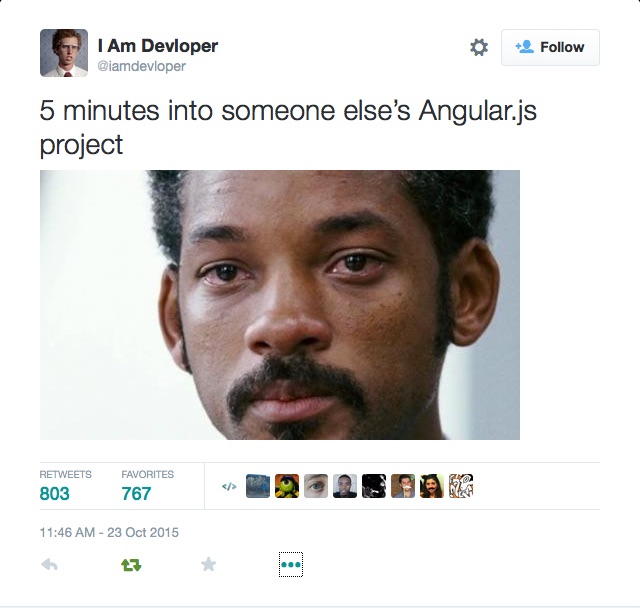 I Am Devloper
@iamdevloper
Follow
5 minutes into someone else’s Angular.js
project
RETWEETS
FAVORITES
803
767
11:46 AM - 23 Oct 2015